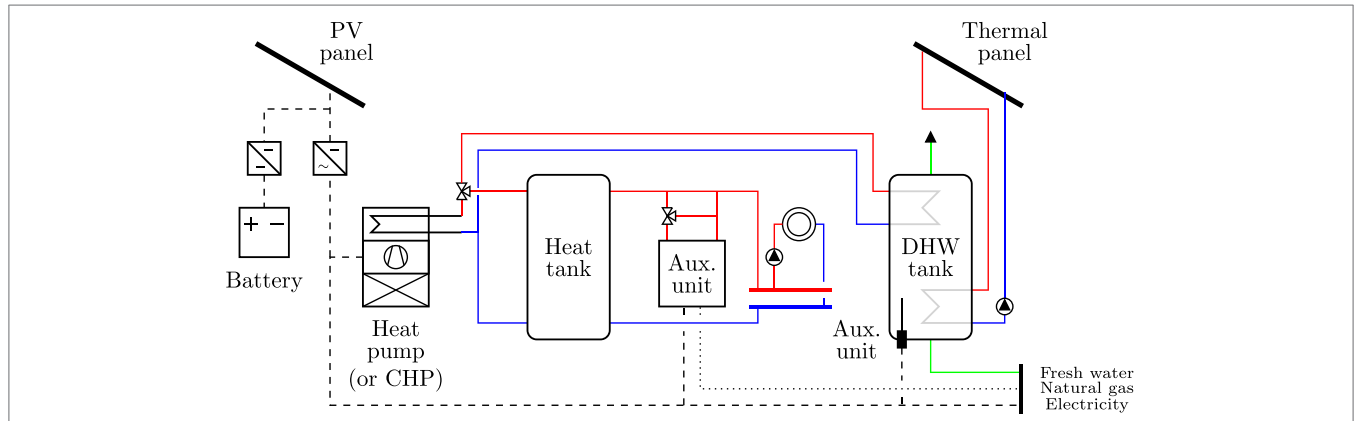 PV
panel
Thermal
panel
Battery
Heat
pump
(or CHP)
Heat
tank
Aux.
unit
DHW
tank
Aux.
unit
Fresh water
Natural gas
Electricity